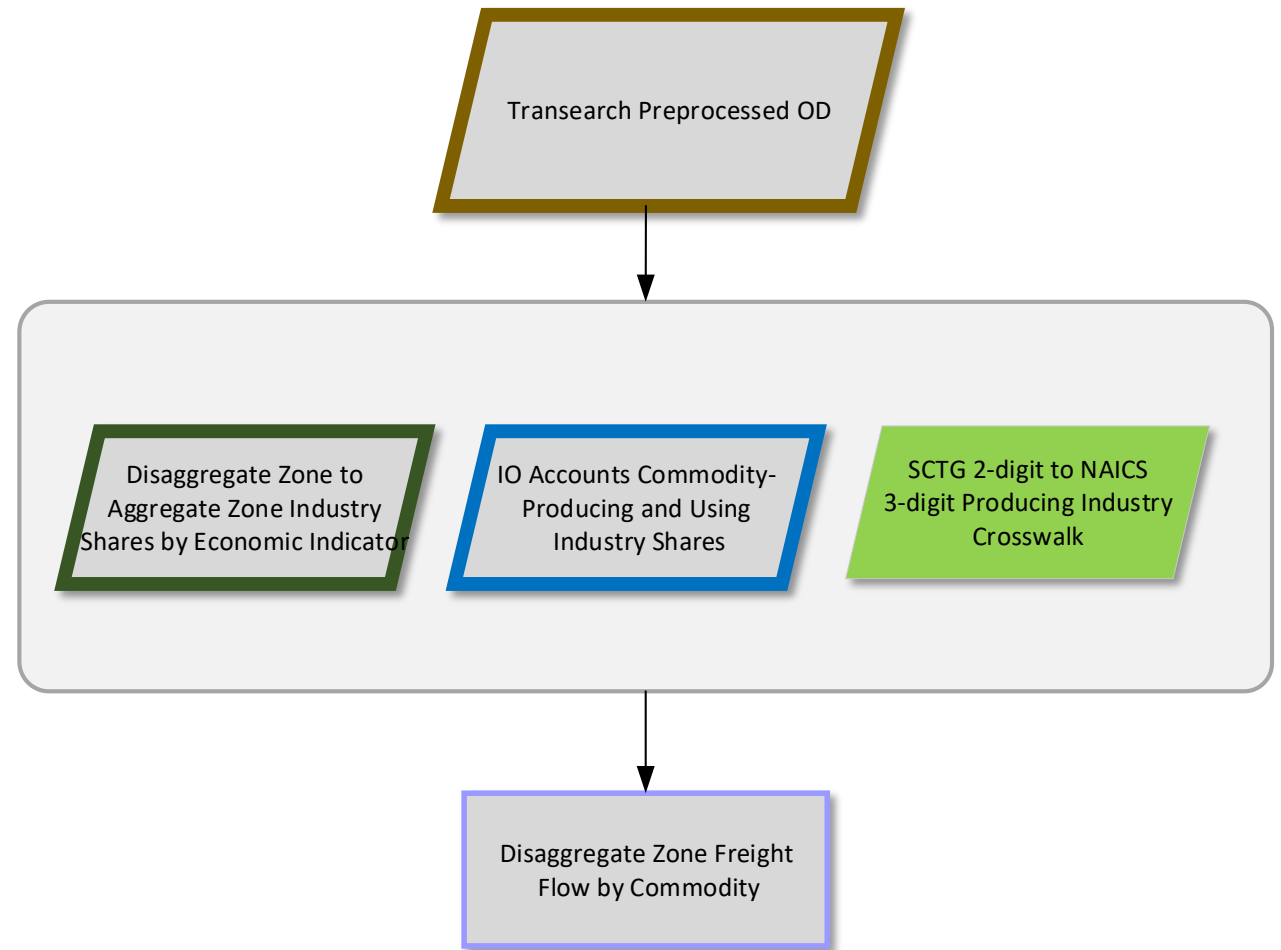 Transearch Preprocessed OD
Disaggregate Zone to
Aggregate Zone Industry
Shares by Economic Indicator
IO Accounts Commodity-
Producing and Using
Industry Shares
SCTG 2-digit to NAICS
3-digit Producing Industry
Crosswalk
Disaggregate Zone Freight
Flow by Commodity